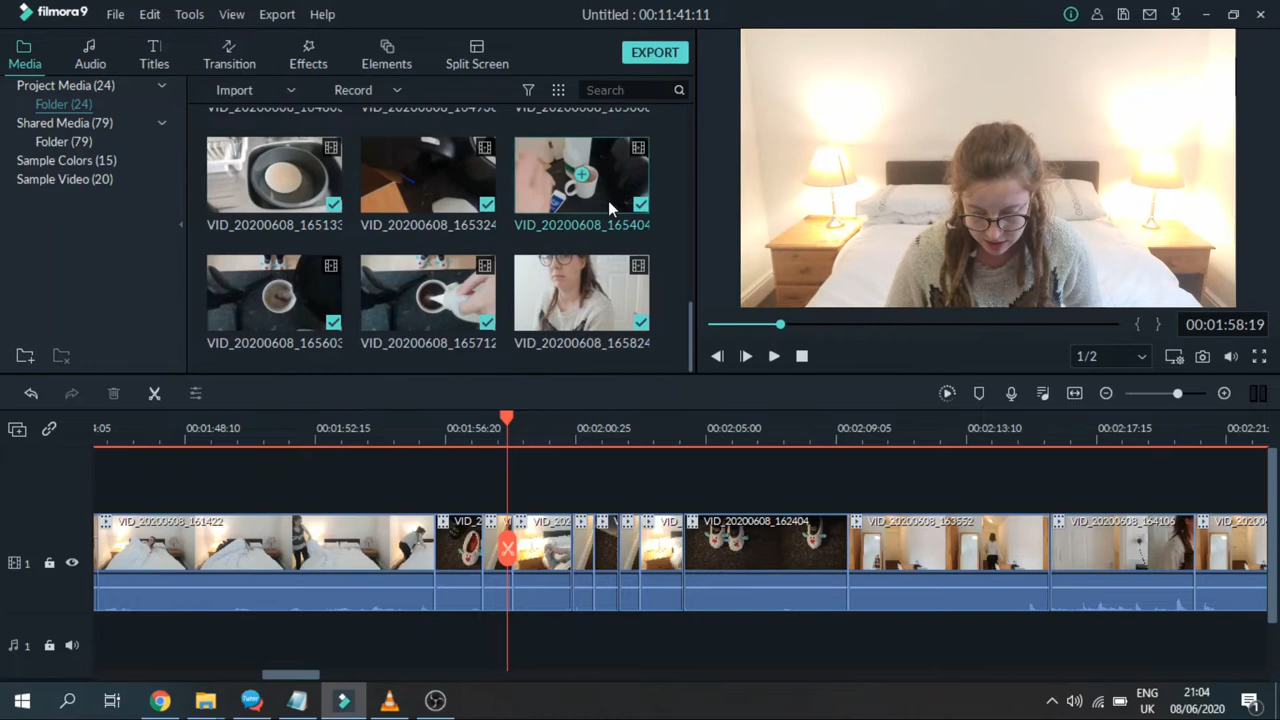 filmora9 File Edit Tools View Export Help Untitled : 00:11:41:11
Media Audio Titles Transition Effects Elements Split Screen EXPORT
Project Media (24) Import Record Search
Folder (24)
Shared Media (79)
Folder (79)
Sample Colors (15)
Sample Video (20)
VID_20200608_165133 VID_20200608_165324 VID_20200608_165404
VID_20200608_165603 VID_20200608_165712 VID_20200608_165824
00:01:58:19
1/2
4:05 00:01:48:10 00:01:52:15 00:01:56:20 00:02:00:25 00:02:05:00 00:02:09:05 00:02:13:10 00:02:17:15 00:02:21:
VID_20200608_161422 VID_2 VID_202 VID_ VID_20200608_162404 VID_20200608_163552 VID_20200608_164106 VID_20200
1
1
ENG 21:04
UK 08/06/2020